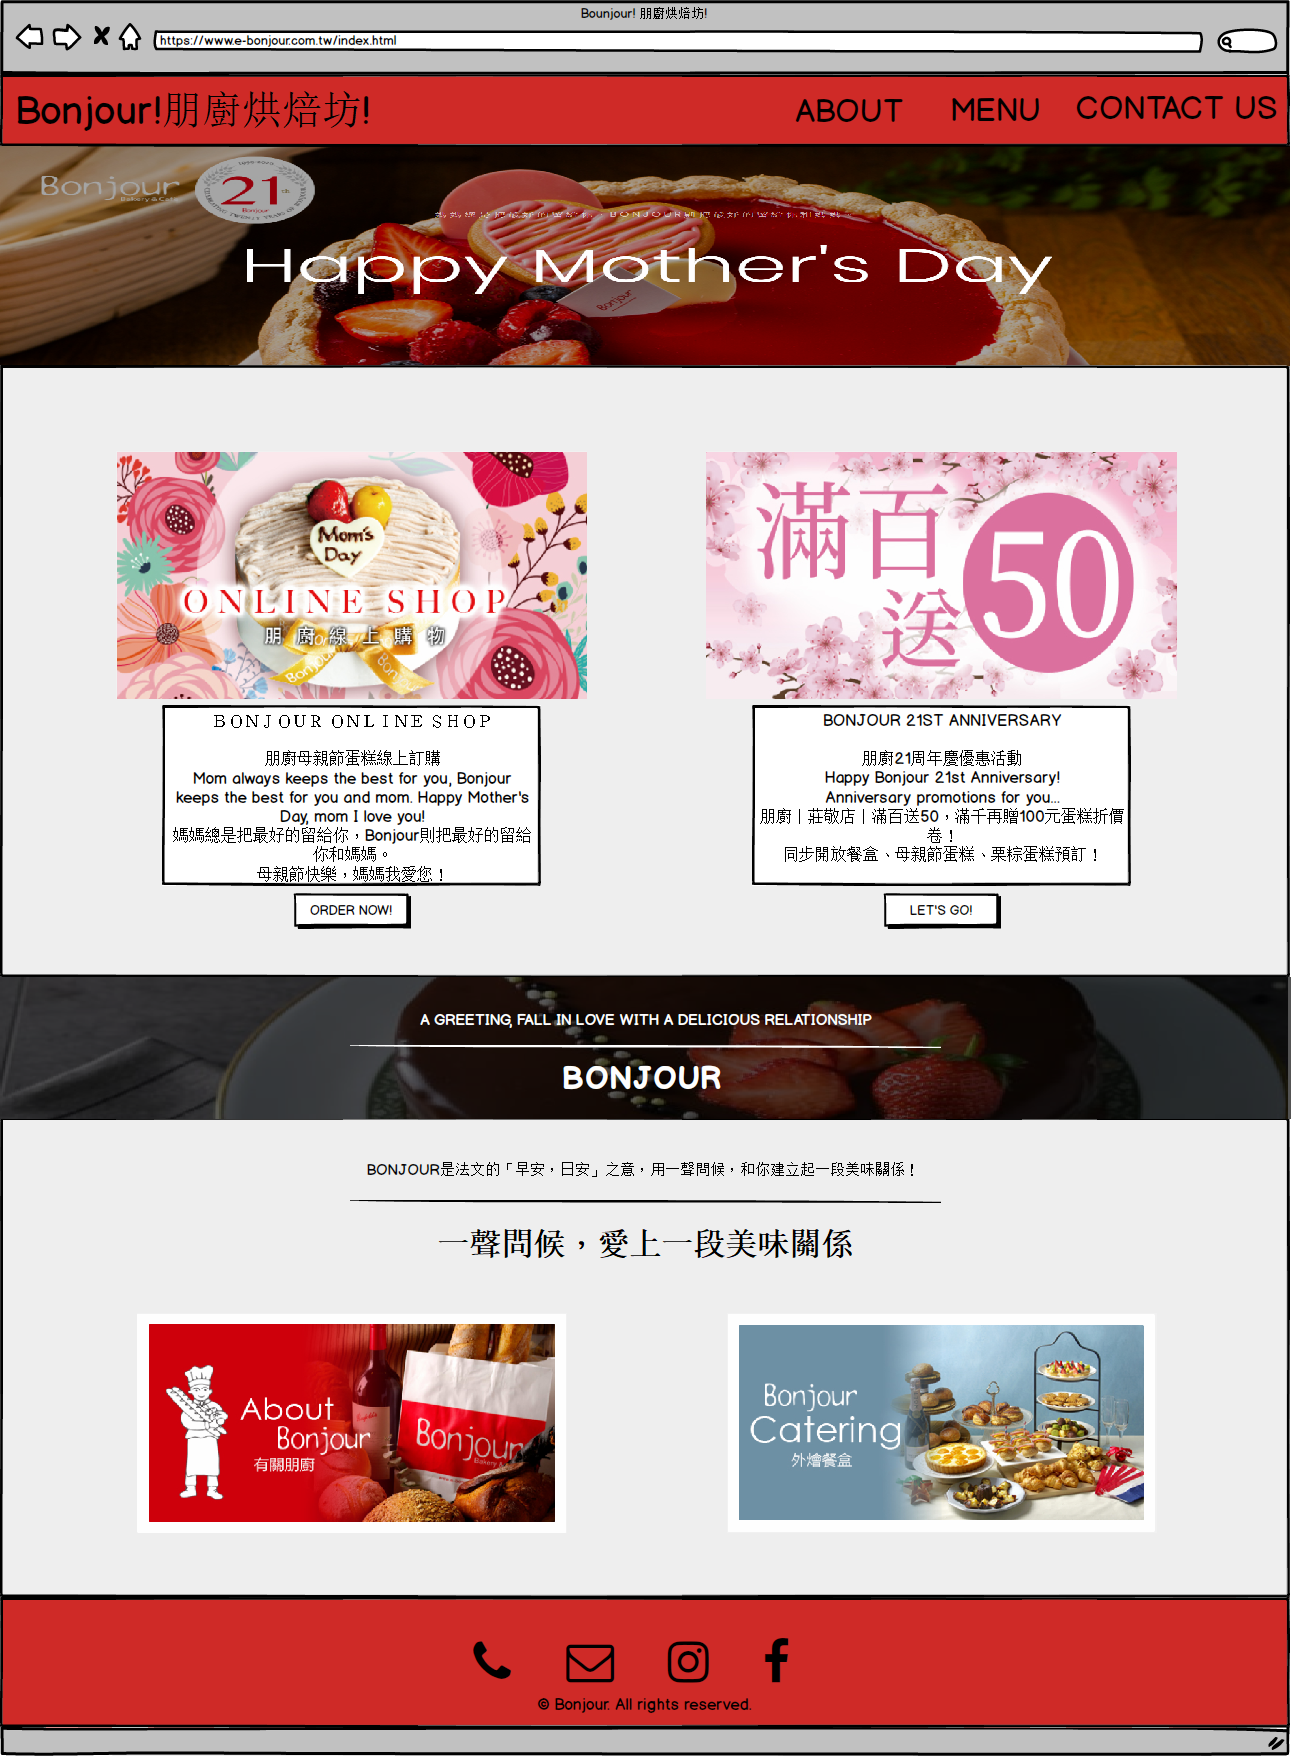 Bounjour! 朋廚烘焙坊!
https://www.e-bonjour.com.tw/index.html
Bonjour!朋廚烘焙坊!
ABOUT
MENU
CONTACT US
Bonjour
Bakery & Cafe
21
th
Bonjour
Happy Mother's Day
Bonjour
Mom's
Day
ONLINE SHOP
朋廚線上購物
Bonjour
Bon
滿百
送
50
BONJOUR ONLINE SHOP
朋廚母親節蛋糕線上訂購
Mom always keeps the best for you, Bonjour
keeps the best for you and mom. Happy Mother's
Day, mom I love you!
媽媽總是把最好的留給你，Bonjour則把最好的留給
你和媽媽。
母親節快樂，媽媽我愛您！
ORDER NOW!
BONJOUR 21ST ANNIVERSARY
朋廚21周年慶優惠活動
Happy Bonjour 21st Anniversary!
Anniversary promotions for you...
朋廚｜莊敬店｜滿百送50，滿千再贈100元蛋糕折價
卷！
同步開放餐盒、母親節蛋糕、栗粽蛋糕預訂！
LET'S GO!
A GREETING, FALL IN LOVE WITH A DELICIOUS RELATIONSHIP
BONJOUR
BONJOUR是法文的「早安，日安」之意，用一聲問候，和你建立起一段美味關係！
一聲問候，愛上一段美味關係
About
Bonjour
有關朋廚
Bonjour
Bakery &
Bonjour
Catering
外燴餐盒
© Bonjour. All rights reserved.